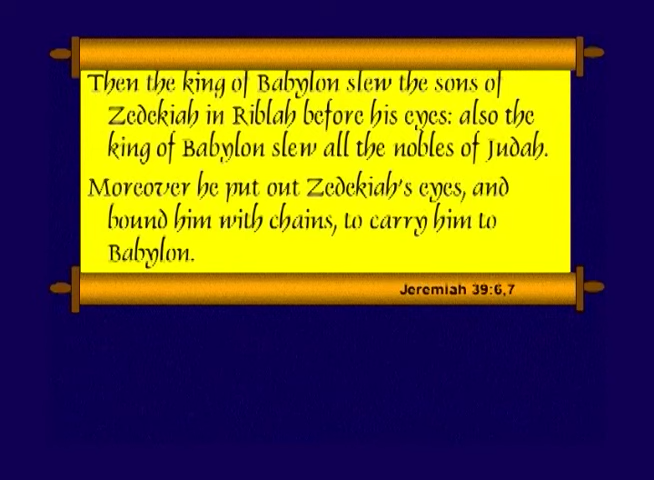 Then the king of Babylon slew the sons of
Zedekiah in Riblah before his eyes: also the
king of Babylon slew all the nobles of Judah.
Moreover he put out Zedekiah's eyes, and
bound him with chains, to carry him to
Babylon.
Jeremiah 39:6,7